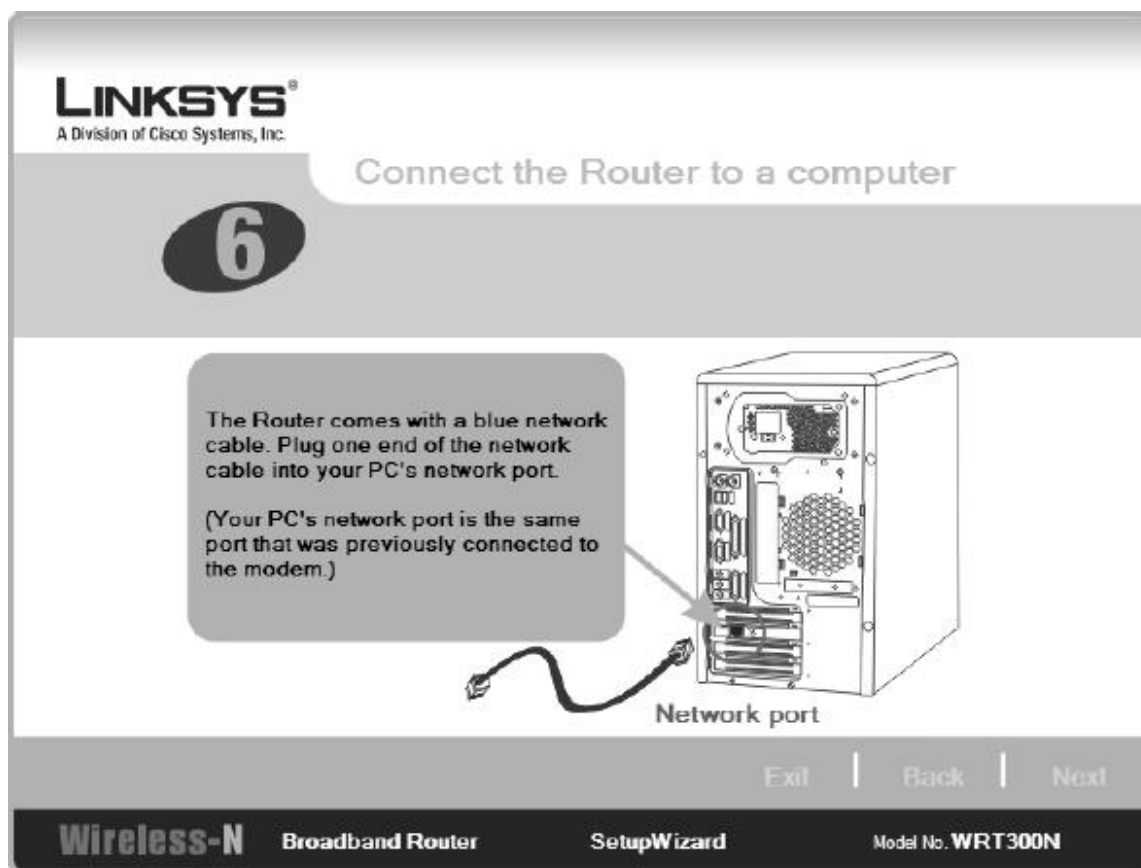 LINKSYS®
A Division of Cisco Systems, Inc.
Connect the Router to a computer
6
The Router comes with a blue network
cable. Plug one end of the network
cable into your PC's network port.
(Your PC's network port is the same
port that was previously connected to
the modem.)
Network port
Exit | Back | Next
Wireless-N Broadband Router SetupWizard Model No. WRT300N